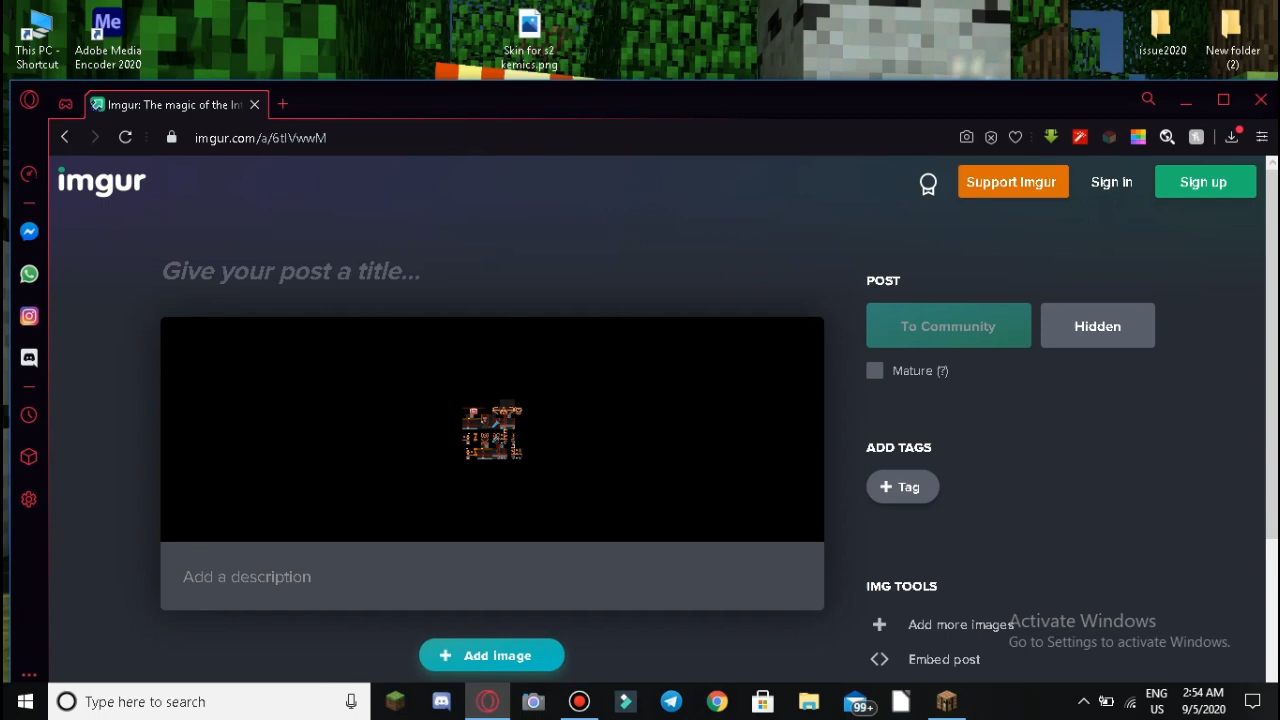 This PC -
Shortcut
Adobe Media
Encoder 2020
Skin for s2
kemics.png
issue2020
New folder
(2)
Imgur: The magic of the Int
imgur.com/a/6tIVwwM
imgur
Support Imgur
Sign in
Sign up
Give your post a title...
POST
To Community
Hidden
Mature (?)
ADD TAGS
+ Tag
Add a description
IMG TOOLS
Add more images
Activate Windows
Go to Settings to activate Windows.
Embed post
+ Add image
Type here to search
99+
ENG
US
2:54 AM
9/5/2020